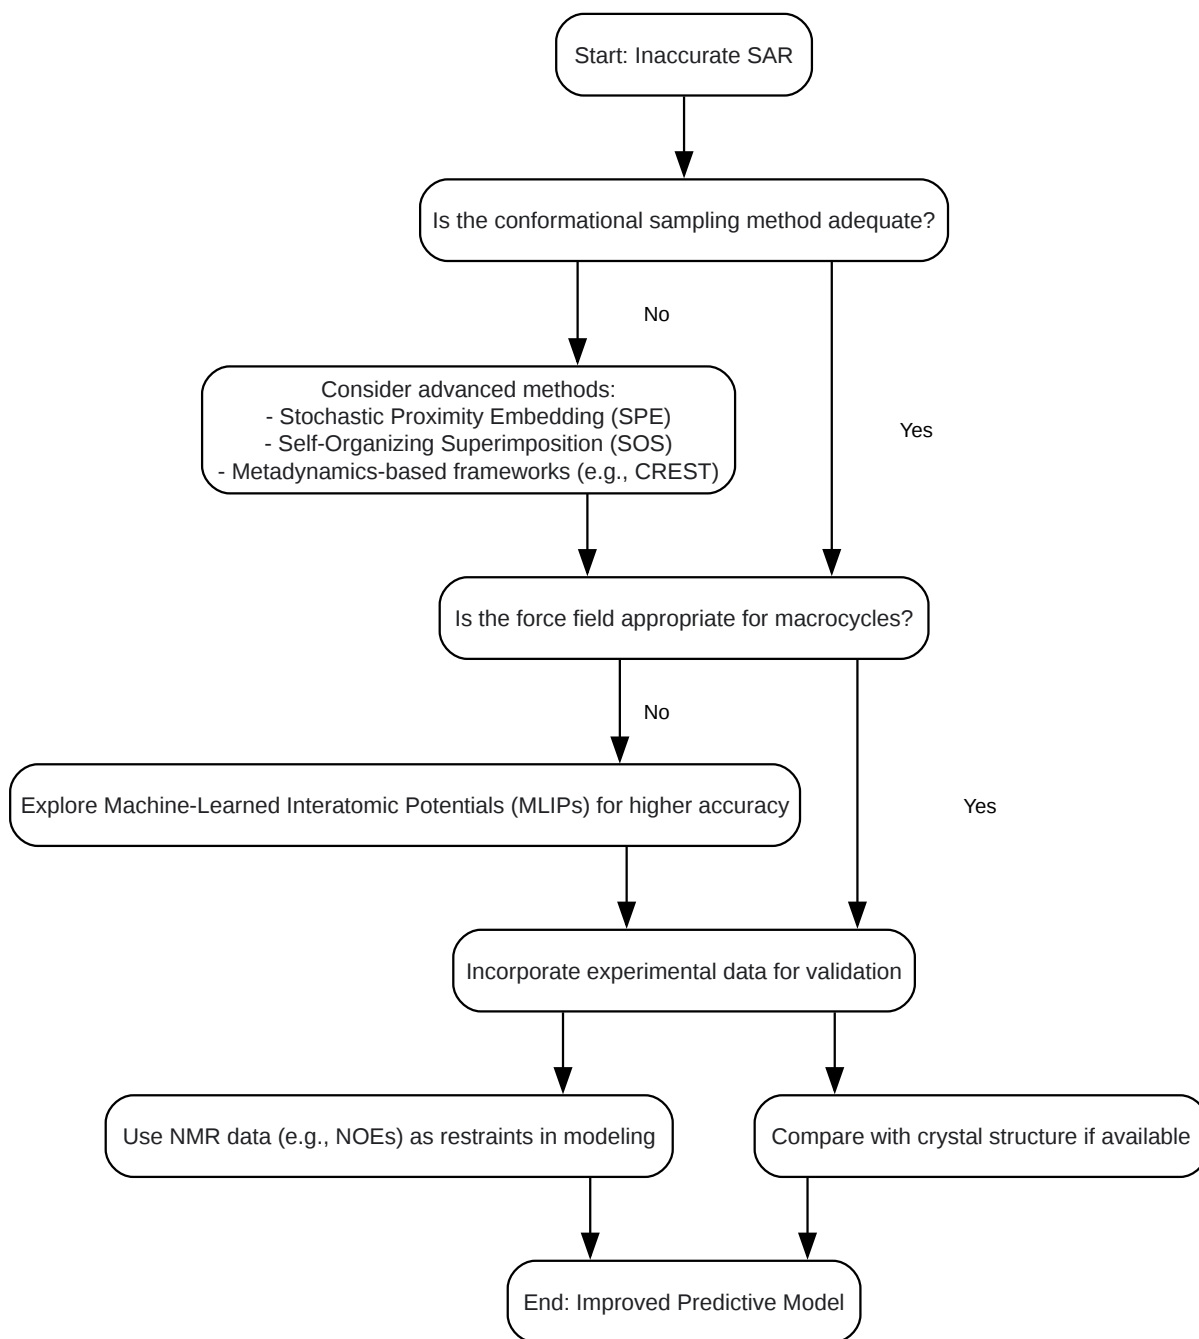 Start: Inaccurate SAR
Is the conformational sampling method adequate?
No
Consider advanced methods:
- Stochastic Proximity Embedding (SPE)
- Self-Organizing Superimposition (SOS)
- Metadynamics-based frameworks (e.g., CREST)
Yes
Is the force field appropriate for macrocycles?
No
Explore Machine-Learned Interatomic Potentials (MLIPs) for higher accuracy
Yes
Incorporate experimental data for validation
Use NMR data (e.g., NOEs) as restraints in modeling
Compare with crystal structure if available
End: Improved Predictive Model